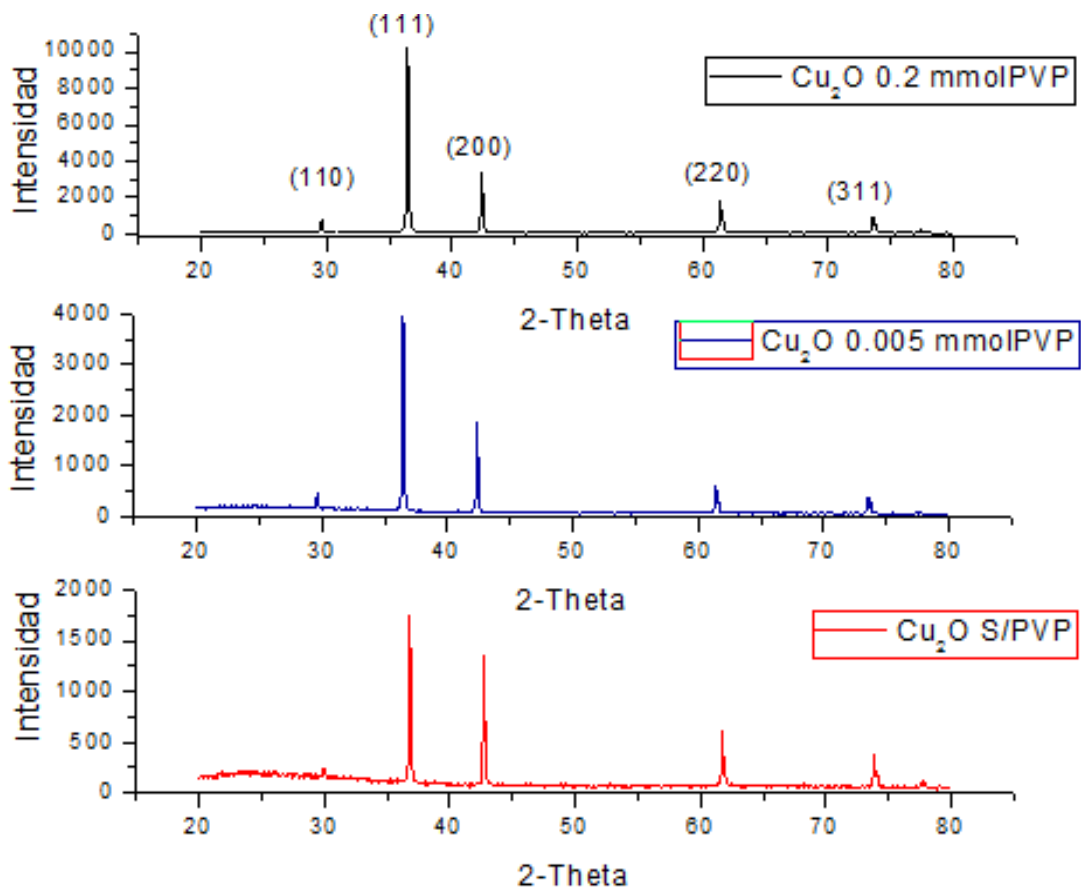 (111)
Intensidad
10000
8000
6000
4000
2000
0
Cu₂O 0.2 mmolPVP
(110)
(200)
(220)
(311)
20 30 40 50 60 70 80
2-Theta
Intensidad
4000
3000
2000
1000
0
Cu₂O 0.005 mmolPVP
20 30 40 50 60 70 80
2-Theta
Intensidad
2000
1500
1000
500
0
Cu₂O S/PVP
20 30 40 50 60 70 80
2-Theta